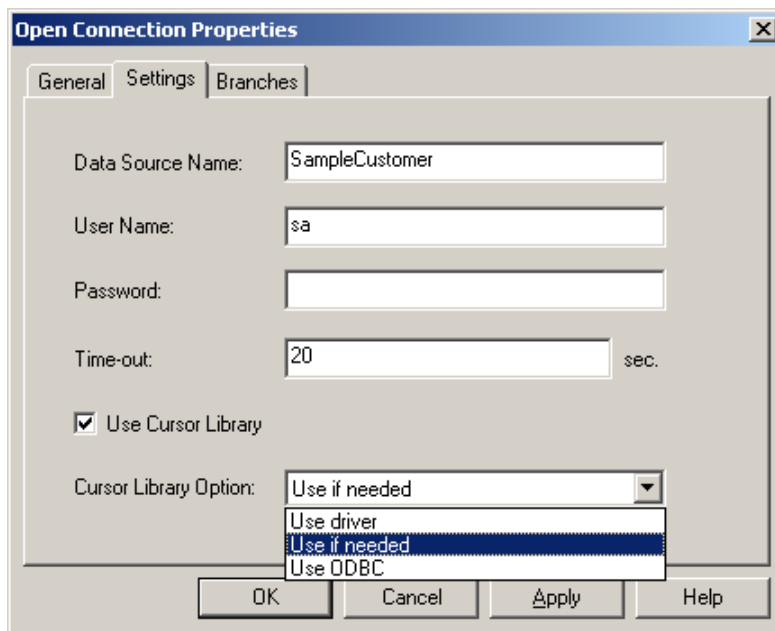 Open Connection Properties
General Settings Branches
Data Source Name: SampleCustomer
User Name: sa
Password:
Time-out: 20 sec.
Use Cursor Library
Cursor Library Option: Use if needed
Use driver
Use if needed
Use ODBC
OK Cancel Apply Help